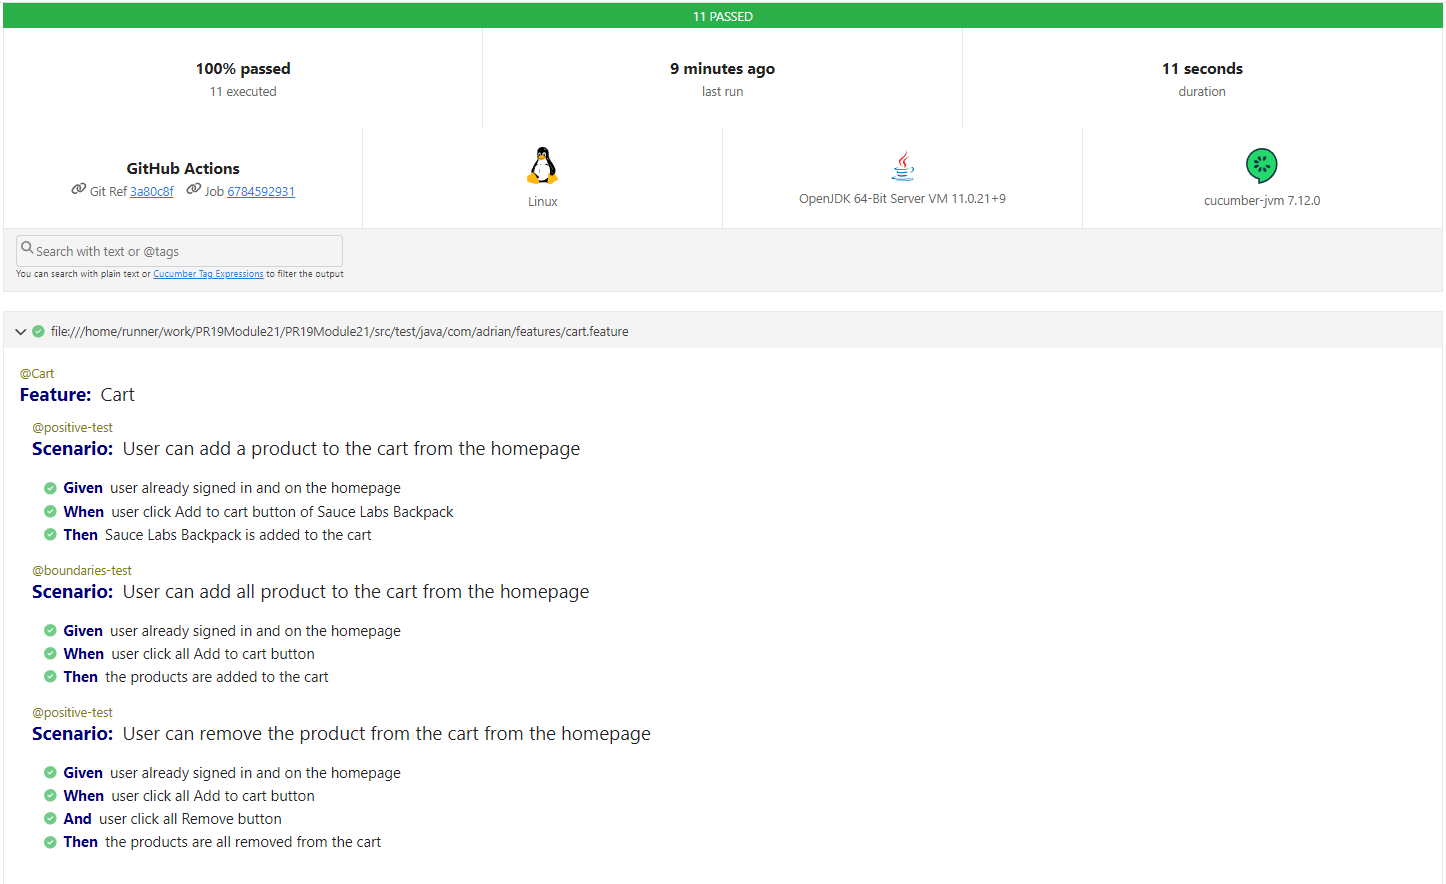 11 PASSED
100% passed
11 executed
9 minutes ago
last run
11 seconds
duration
GitHub Actions
Git Ref 3a80c8f Job 6784592931
Linux
OpenJDK 64-Bit Server VM 11.0.21+9
cucumber-jvm 7.12.0
Search with text or @tags
You can search with plain text or Cucumber Tag Expressions to filter the output
file:///home/runner/work/PR19Module21/PR19Module21/src/test/java/com/adrian/features/cart.feature
@Cart
Feature: Cart
@positive-test
Scenario: User can add a product to the cart from the homepage
Given user already signed in and on the homepage
When user click Add to cart button of Sauce Labs Backpack
Then Sauce Labs Backpack is added to the cart
@boundaries-test
Scenario: User can add all product to the cart from the homepage
Given user already signed in and on the homepage
When user click all Add to cart button
Then the products are added to the cart
@positive-test
Scenario: User can remove the product from the cart from the homepage
Given user already signed in and on the homepage
When user click all Add to cart button
And user click all Remove button
Then the products are all removed from the cart